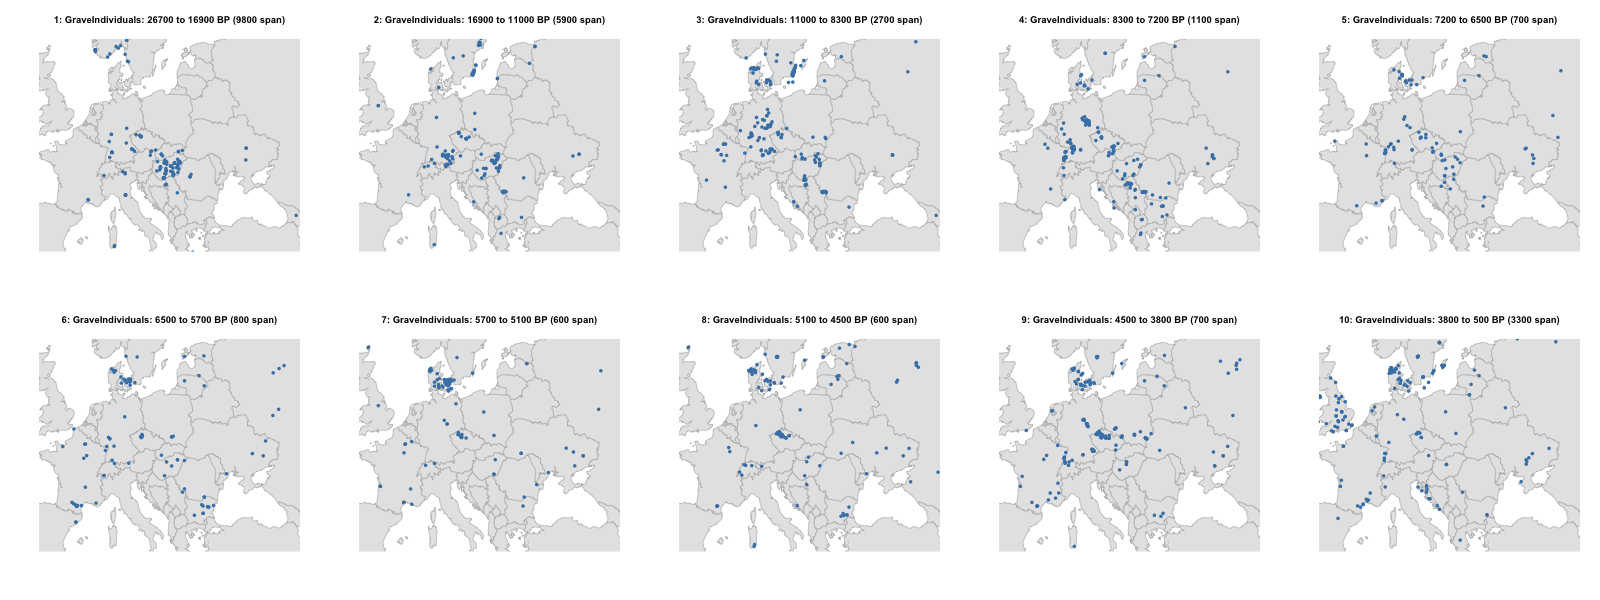 1: GraveIndividuals: 26700 to 16900 BP (9800 span)
2: GraveIndividuals: 16900 to 11000 BP (5900 span)
3: GraveIndividuals: 11000 to 8300 BP (2700 span)
4: GraveIndividuals: 8300 to 7200 BP (1100 span)
5: GraveIndividuals: 7200 to 6500 BP (700 span)
6: GraveIndividuals: 6500 to 5700 BP (800 span)
7: GraveIndividuals: 5700 to 5100 BP (600 span)
8: GraveIndividuals: 5100 to 4500 BP (600 span)
9: GraveIndividuals: 4500 to 3800 BP (700 span)
10: GraveIndividuals: 3800 to 500 BP (3300 span)